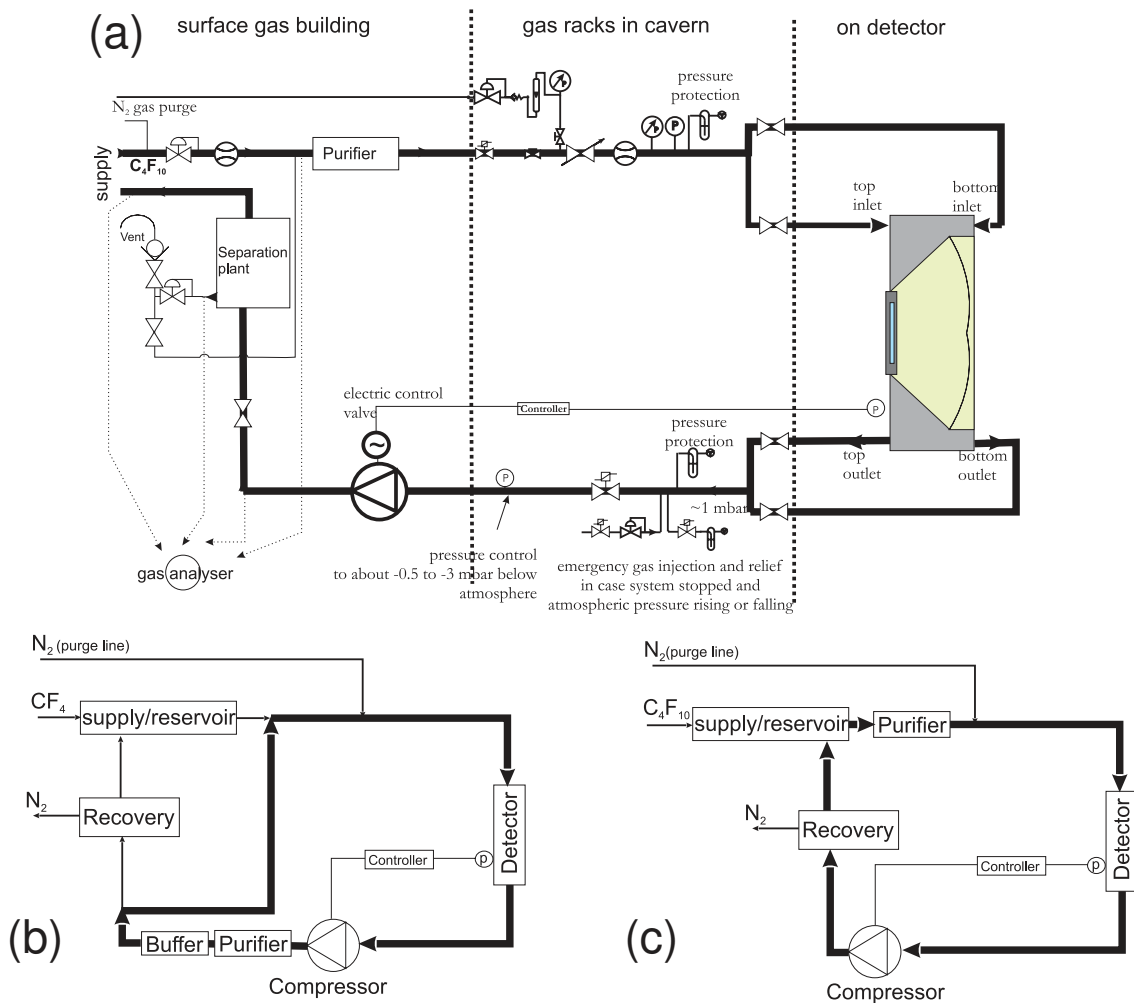 (a)
surface gas building
gas racks in cavern
on detector
N2 gas purge
pressure
protection
P
P
supply
C4F10
Purifier
top
inlet
bottom
inlet
Vent
Separation
plant
electric control
valve
Controller
P
pressure
protection
~
P
top
outlet
bottom
outlet
~1 mbar
pressure control
to about -0.5 to -3 mbar below
atmosphere
emergency gas injection and relief
in case system stopped and
atmospheric pressure rising or falling
gas analyser
N2 (purge line)
CF4
supply/reservoir
N2
Recovery
Controller
p
Detector
(b)
Buffer
Purifier
Compressor
N2(purge line)
C4F10
supply/reservoir
Purifier
N2
Recovery
Controller
p
Detector
(c)
Compressor